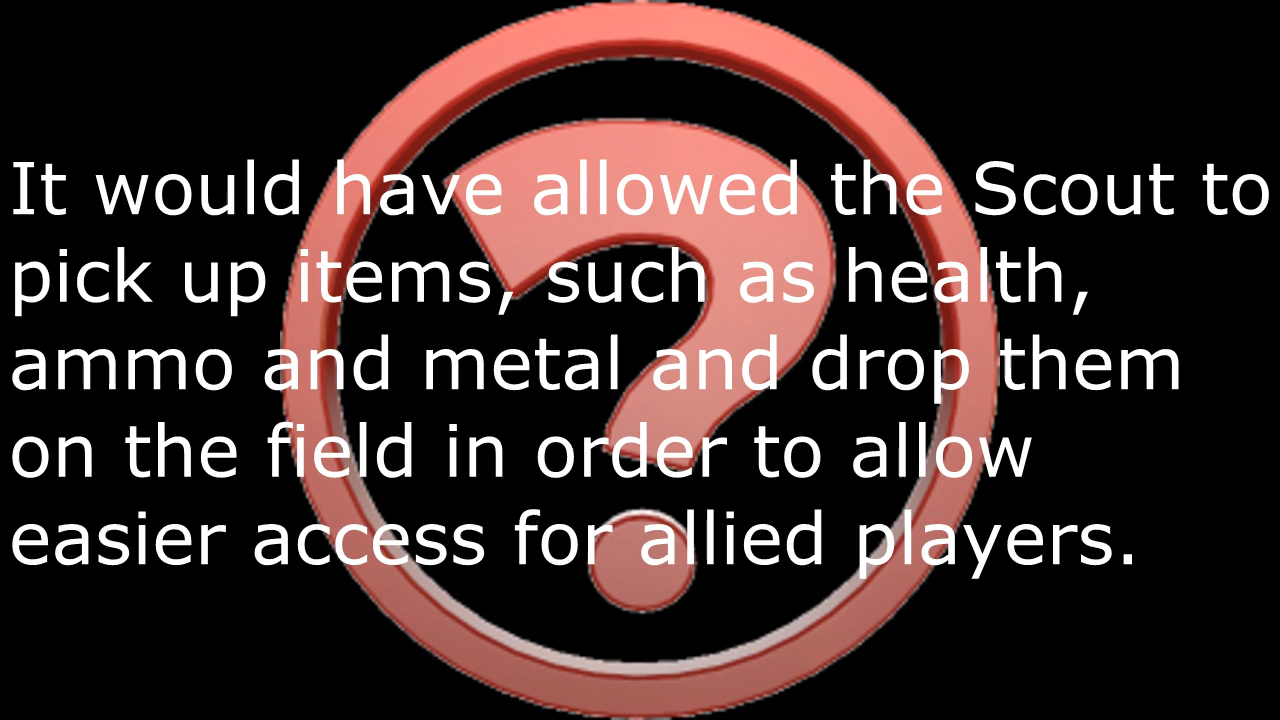 It would have allowed the Scout to
pick up items, such as health,
ammo and metal and drop them
on the field in order to allow
easier access for allied players.